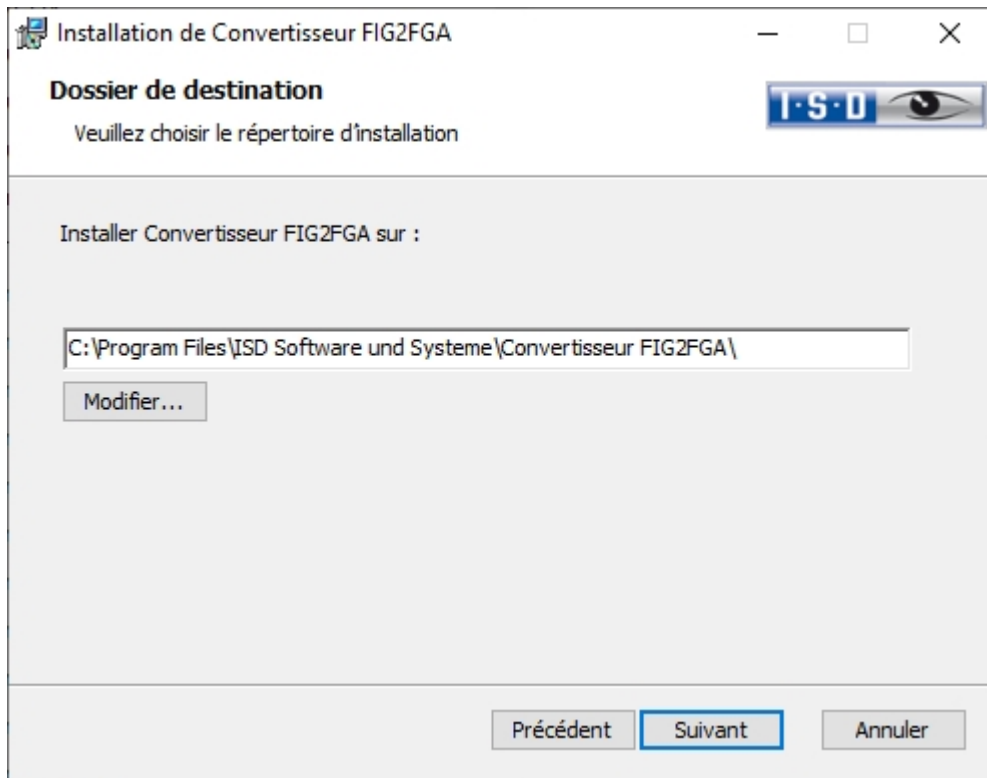 Installation de Convertisseur FIG2FGA
Dossier de destination
Veuillez choisir le répertoire d'installation
I·S·D
Installer Convertisseur FIG2FGA sur :
C:\Program Files\ISD Software und Systeme\Convertisseur FIG2FGA\
Modifier...
Précédent
Suivant
Annuler